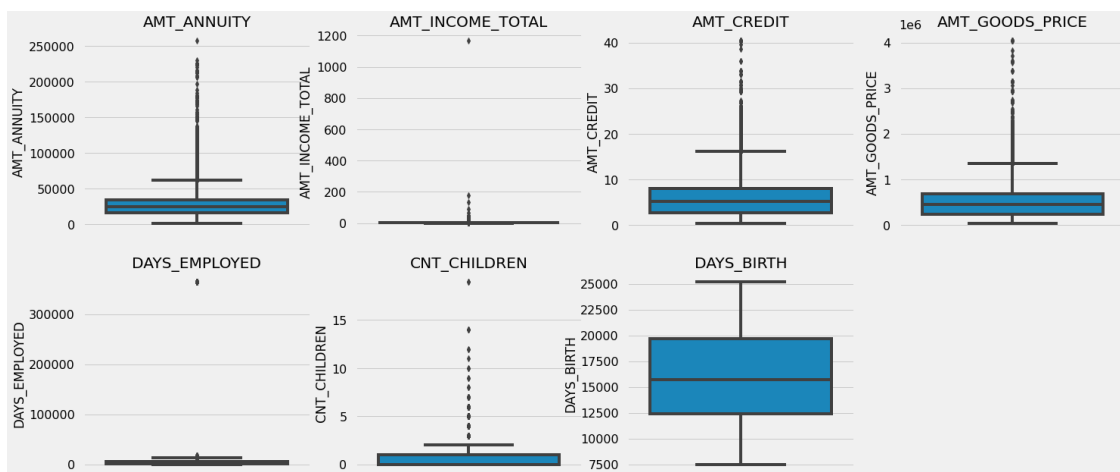 AMT_ANNUITY
AMT_ANNUITY
250000
200000
150000
100000
50000
0
AMT_INCOME_TOTAL
AMT_INCOME_TOTAL
1200
1000
800
600
400
200
0
AMT_CREDIT
AMT_CREDIT
40
30
20
10
0
AMT_GOODS_PRICE
1e6
AMT_GOODS_PRICE
4
3
2
1
0
DAYS_EMPLOYED
DAYS_EMPLOYED
300000
200000
100000
0
CNT_CHILDREN
CNT_CHILDREN
15
10
5
0
DAYS_BIRTH
DAYS_BIRTH
25000
22500
20000
17500
15000
12500
10000
7500